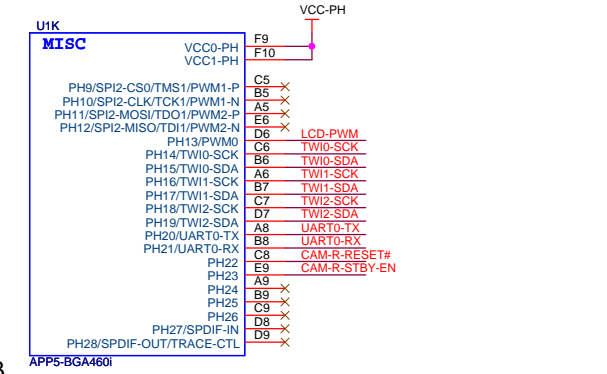 VCC-PH
U1K
MISC
VCC0-PH F9
VCC1-PH F10
PH9/SPI2-CS0/TMS1/PWM1-P C5
PH10/SPI2-CLK/TCK1/PWM1-N B5
PH11/SPI2-MOSI/TDO1/PWM2-P A5
PH12/SPI2-MISO/TDI1/PWM2-N E6
PH13/PWM0 D6 LCD-PWM
PH14/TWI0-SCK C6 TWI0-SCK
PH15/TWI0-SDA B6 TWI0-SDA
PH16/TWI1-SCK A6 TWI1-SCK
PH17/TWI1-SDA B7 TWI1-SDA
PH18/TWI2-SCK C7 TWI2-SCK
PH19/TWI2-SDA D7 TWI2-SDA
PH20/UART0-TX A8 UART0-TX
PH21/UART0-RX B8 UART0-RX
PH22 C8 CAM-R-RESET#
PH23 E9 CAM-R-STBY-EN
PH24 A9
PH25 B9
PH26 C9
PH27/SPDIF-IN D8
PH28/SPDIF-OUT/TRACE-CTL D9
APP5-BGA460i